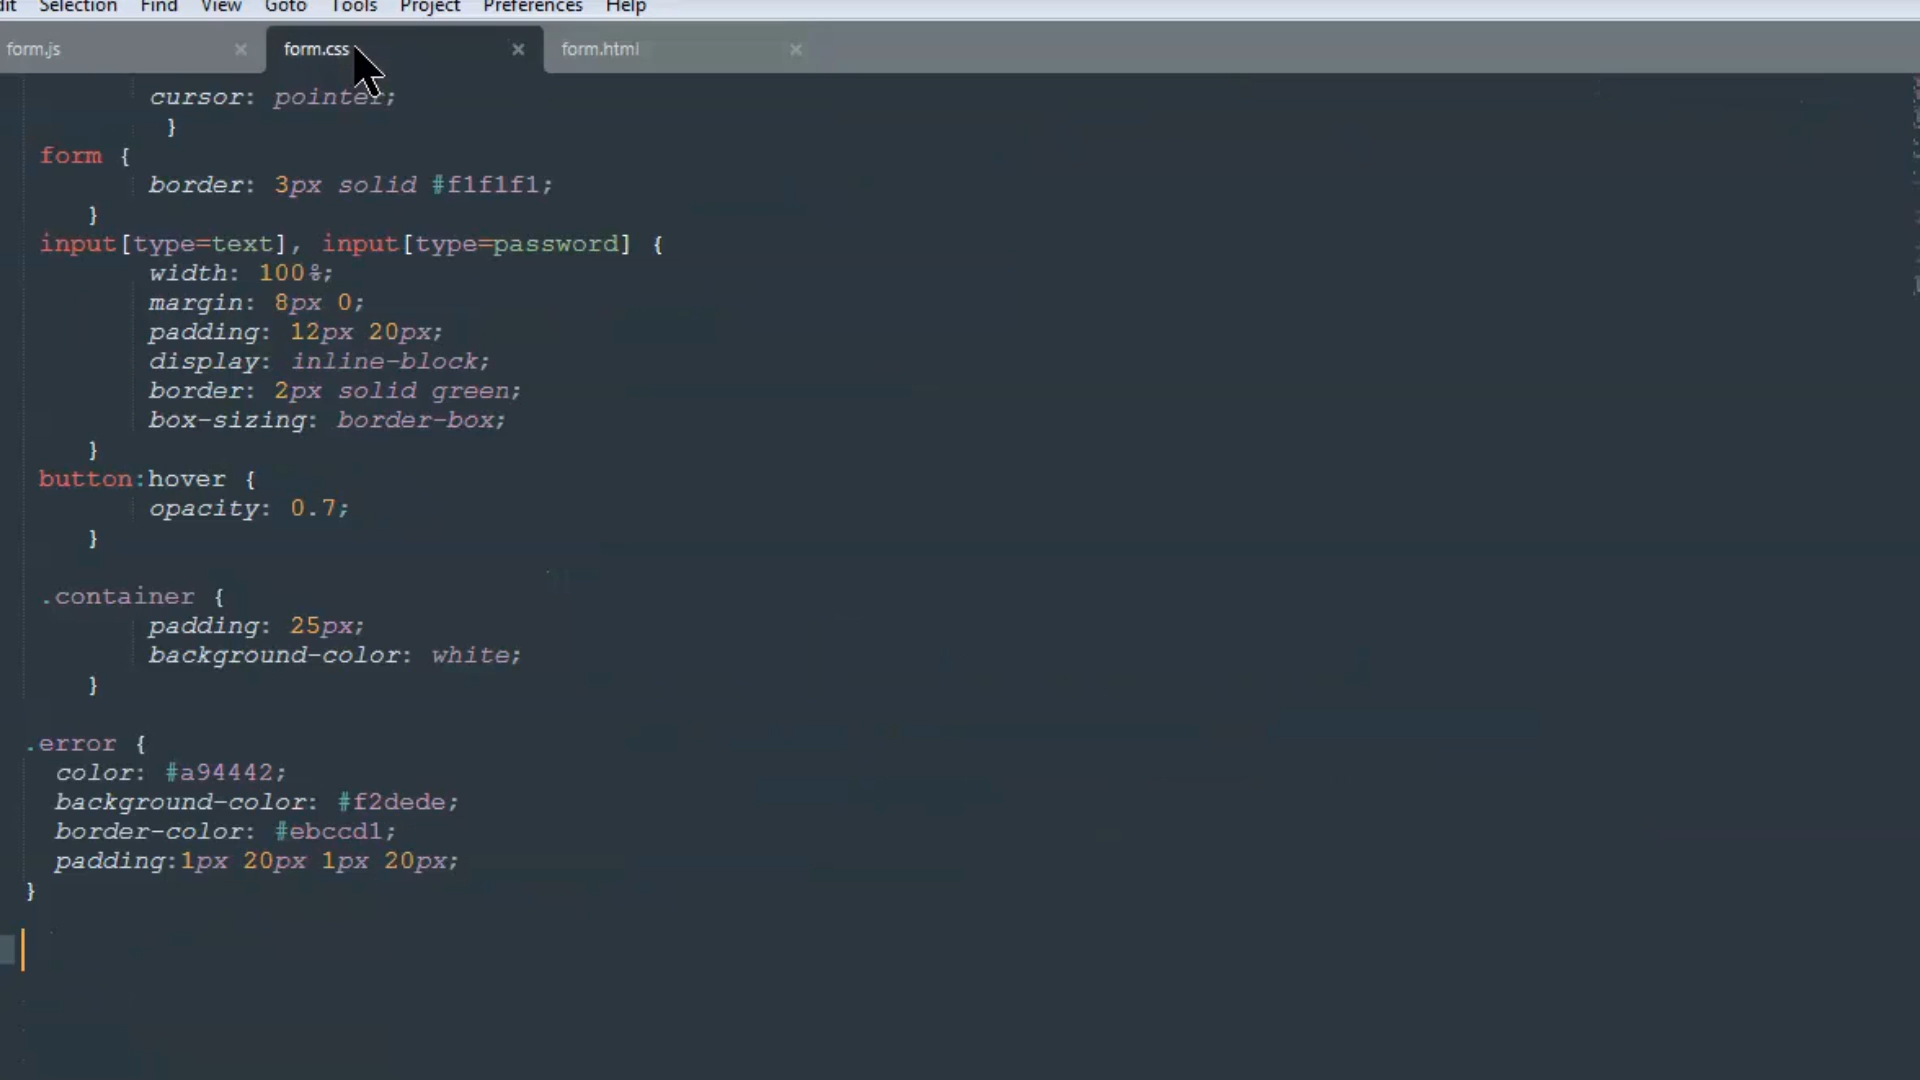 Selection Find View Goto Tools Project Preferences Help
form.js × form.css × form.html ×
cursor: pointer;
}
form {
border: 3px solid #f1f1f1;
}
input[type=text], input[type=password] {
width: 100%;
margin: 8px 0;
padding: 12px 20px;
display: inline-block;
border: 2px solid green;
box-sizing: border-box;
}
button:hover {
opacity: 0.7;
}
.container {
padding: 25px;
background-color: white;
}
.error {
color: #a94442;
background-color: #f2dede;
border-color: #ebccd1;
padding:1px 20px 1px 20px;
}